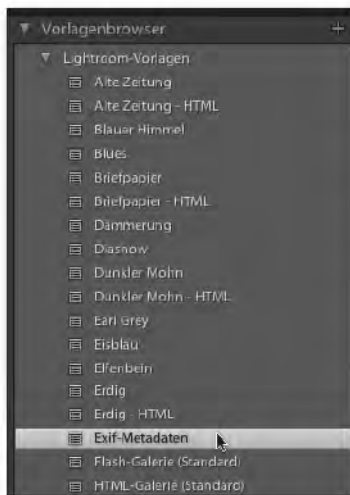 Vorlagenbrowser +
Lightroom-Vorlagen
Alte Zeitung
Alte Zeitung - HTML
Blauer Himmel
Blues
Briefpapier
Briefpapier - HTML
Dämmerung
Diashow
Dunkler Mohn
Dunkler Mohn - HTML
Earl Grey
Eisblau
Elfenbein
Erdig
Erdig - HTML
Exif-Metadaten
Flash-Galerie (Standard)
HTML-Galerie (Standard)